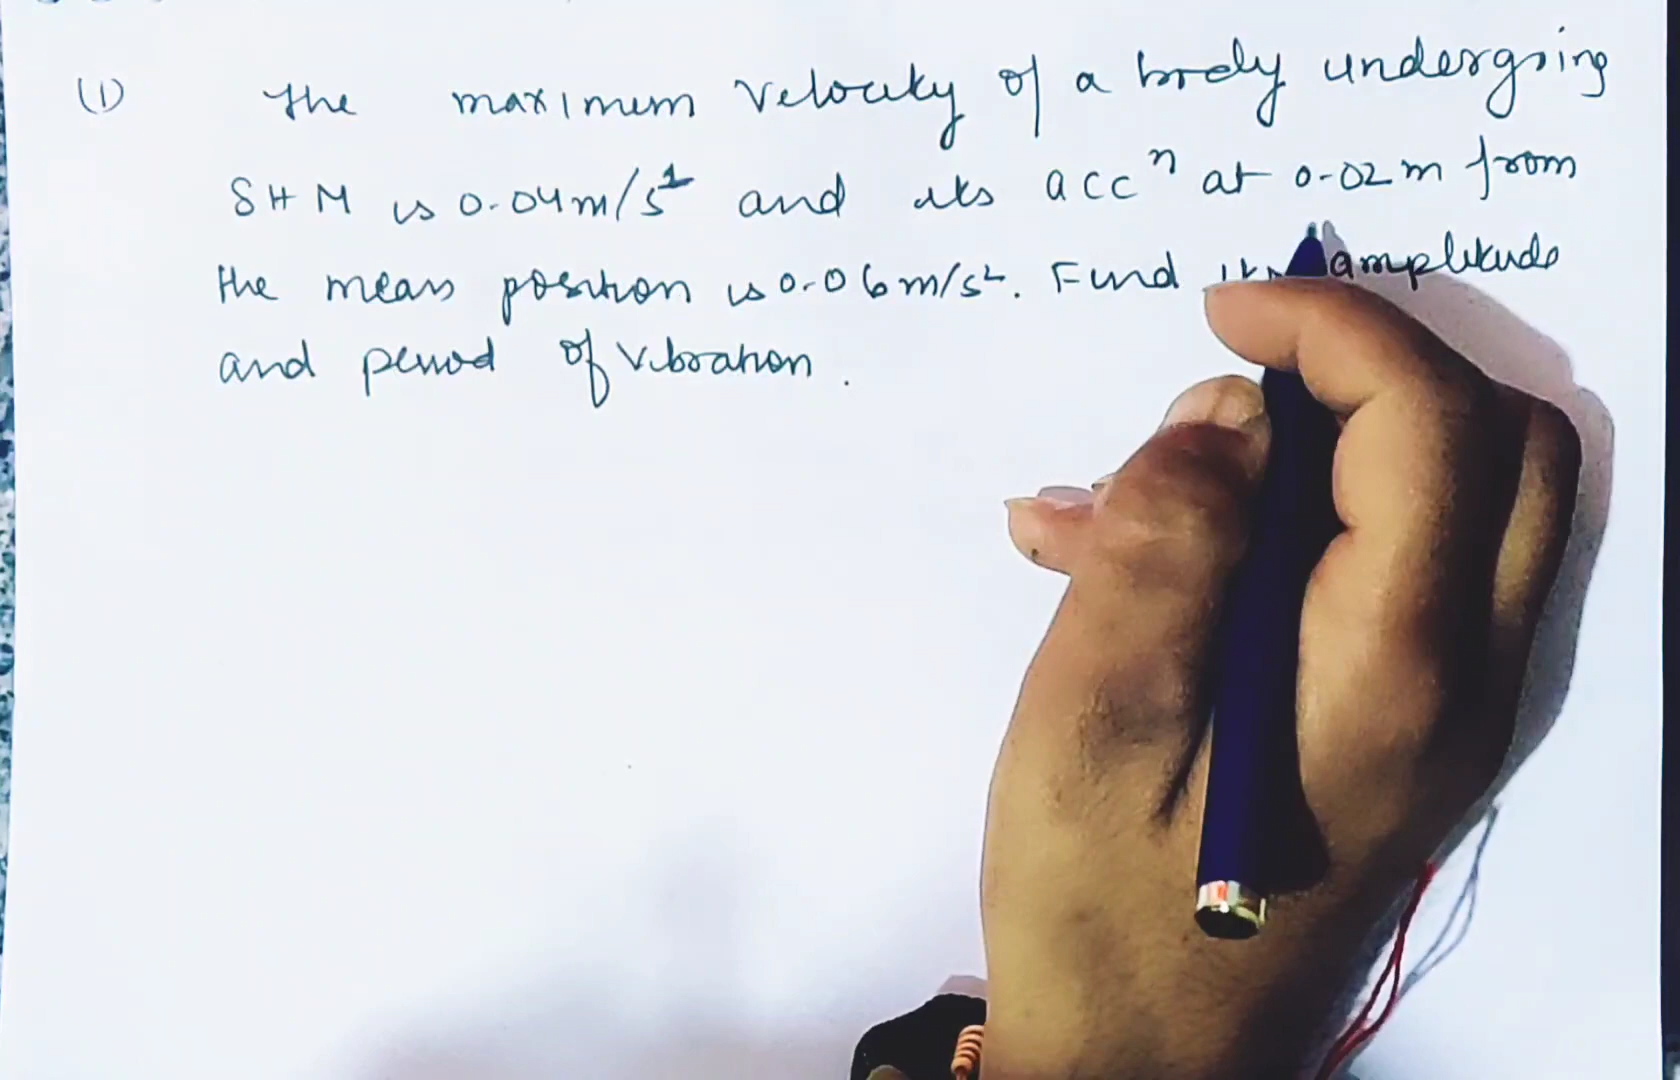 (1) The maximum velocity of a body undergoing
SHM is 0.04m/s and its accⁿ at 0.02m from
the mean position is 0.06m/s². Find its amplitude
and period of vibration.